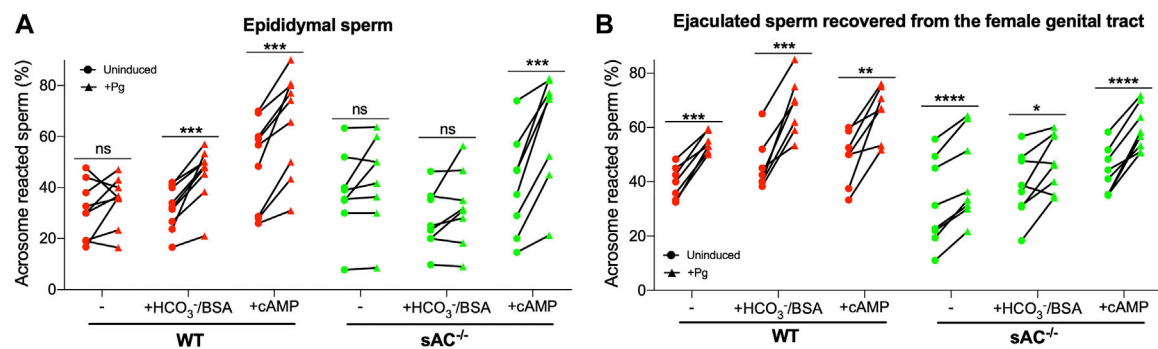 A
Epididymal sperm
Acrosome reacted sperm (%)
80
60
40
20
0
Uninduced
+Pg
ns
***
***
ns
ns
***
-
+HCO₃⁻/BSA
+cAMP
-
+HCO₃⁻/BSA
+cAMP
WT
sAC⁻/⁻
B
Ejaculated sperm recovered from the female genital tract
Acrosome reacted sperm (%)
80
60
40
20
0
***
***
**
****
*
****
Uninduced
+Pg
-
+HCO₃⁻/BSA
+cAMP
-
+HCO₃⁻/BSA
+cAMP
WT
sAC⁻/⁻